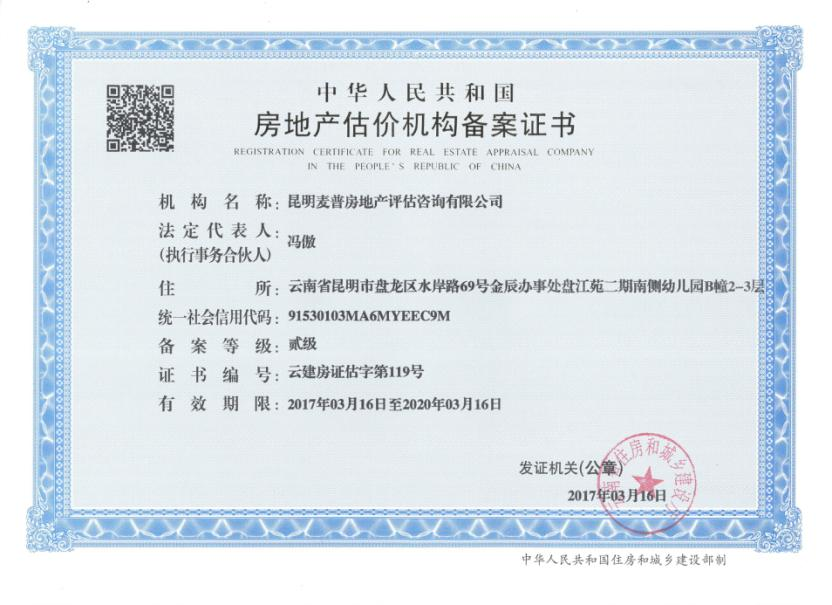 中华人民共和国
房地产估价机构备案证书
REGISTRATION CERTIFICATE FOR REAL ESTATE APPRAISAL COMPANY
IN THE PEOPLE'S REPUBLIC OF CHINA
机构名称：昆明麦普房地产评估咨询有限公司
法定代表人：
(执行事务合伙人) 冯傲
住所：云南省昆明市盘龙区水岸路69号金辰办事处盘江苑二期南侧幼儿园B幢2-3层
统一社会信用代码：91530103MA6MYEEC9M
备案等级：贰级
证书编号：云建房证估字第119号
有效期限：2017年03月16日至2020年03月16日
发证机关(公章)
2017年03月16日
南 住房和城乡建设
中华人民共和国住房和城乡建设部制